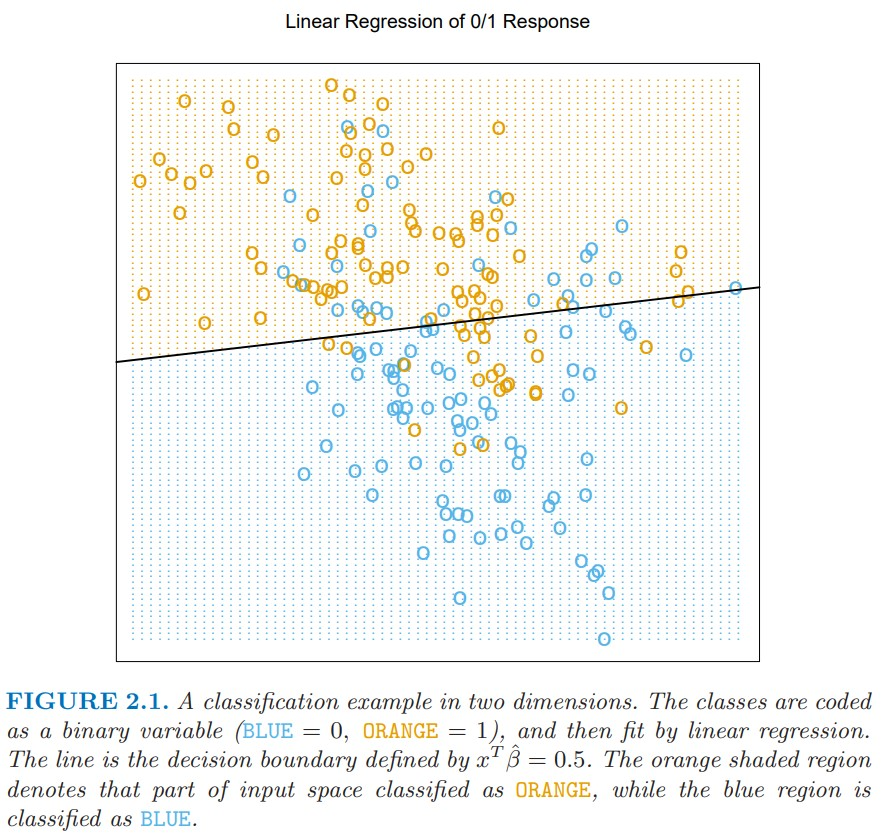 Linear Regression of 0/1 Response
FIGURE 2.1. A classification example in two dimensions. The classes are coded
as a binary variable (BLUE = 0, ORANGE = 1), and then fit by linear regression.
The line is the decision boundary defined by x^T β̂ = 0.5. The orange shaded region
denotes that part of input space classified as ORANGE, while the blue region is
classified as BLUE.